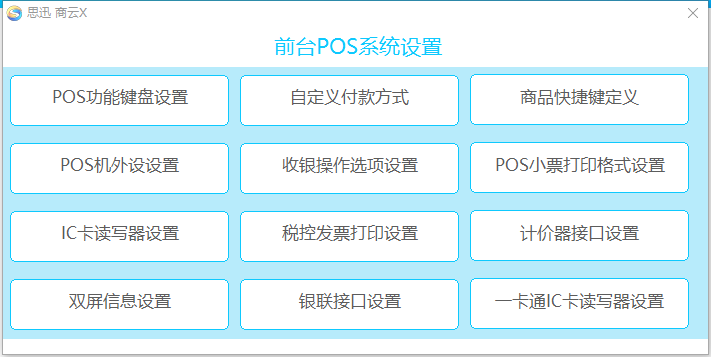 思迅 商云X
前台POS系统设置
POS功能键盘设置
自定义付款方式
商品快捷键定义
POS机外设设置
收银操作选项设置
POS小票打印格式设置
IC卡读写器设置
税控发票打印设置
计价器接口设置
双屏信息设置
银联接口设置
一卡通IC卡读写器设置